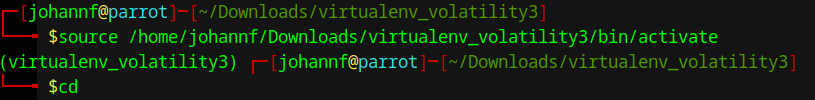 ┌─[johannf@parrot]─[~/Downloads/virtualenv_volatility3]
└──╼ $source /home/johannf/Downloads/virtualenv_volatility3/bin/activate
(virtualenv_volatility3) ┌─[johannf@parrot]─[~/Downloads/virtualenv_volatility3]
└──╼ $cd